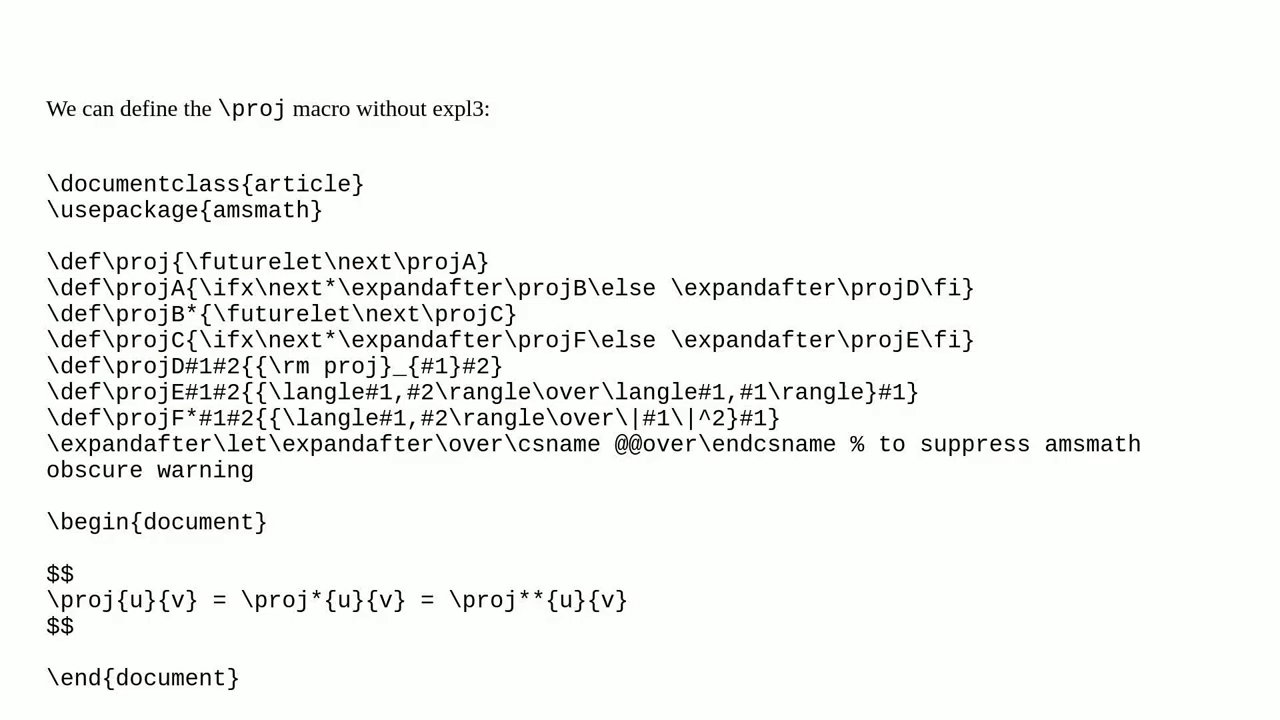 We can define the \proj macro without expl3:
\documentclass{article}
\usepackage{amsmath}
\def\proj{\futurelet\next\projA}
\def\projA{\ifx\next*\expandafter\projB\else \expandafter\projD\fi}
\def\projB*{\futurelet\next\projC}
\def\projC{\ifx\next*\expandafter\projF\else \expandafter\projE\fi}
\def\projD#1#2{{\rm proj}_{#1}#2}
\def\projE#1#2{{\langle#1,#2\rangle\over\langle#1,#1\rangle}#1}
\def\projF*#1#2{{\langle#1,#2\rangle\over\|#1\|^2}#1}
\expandafter\let\expandafter\over\csname @@over\endcsname % to suppress amsmath
obscure warning
\begin{document}
$$
\proj{u}{v} = \proj*{u}{v} = \proj**{u}{v}
$$
\end{document}